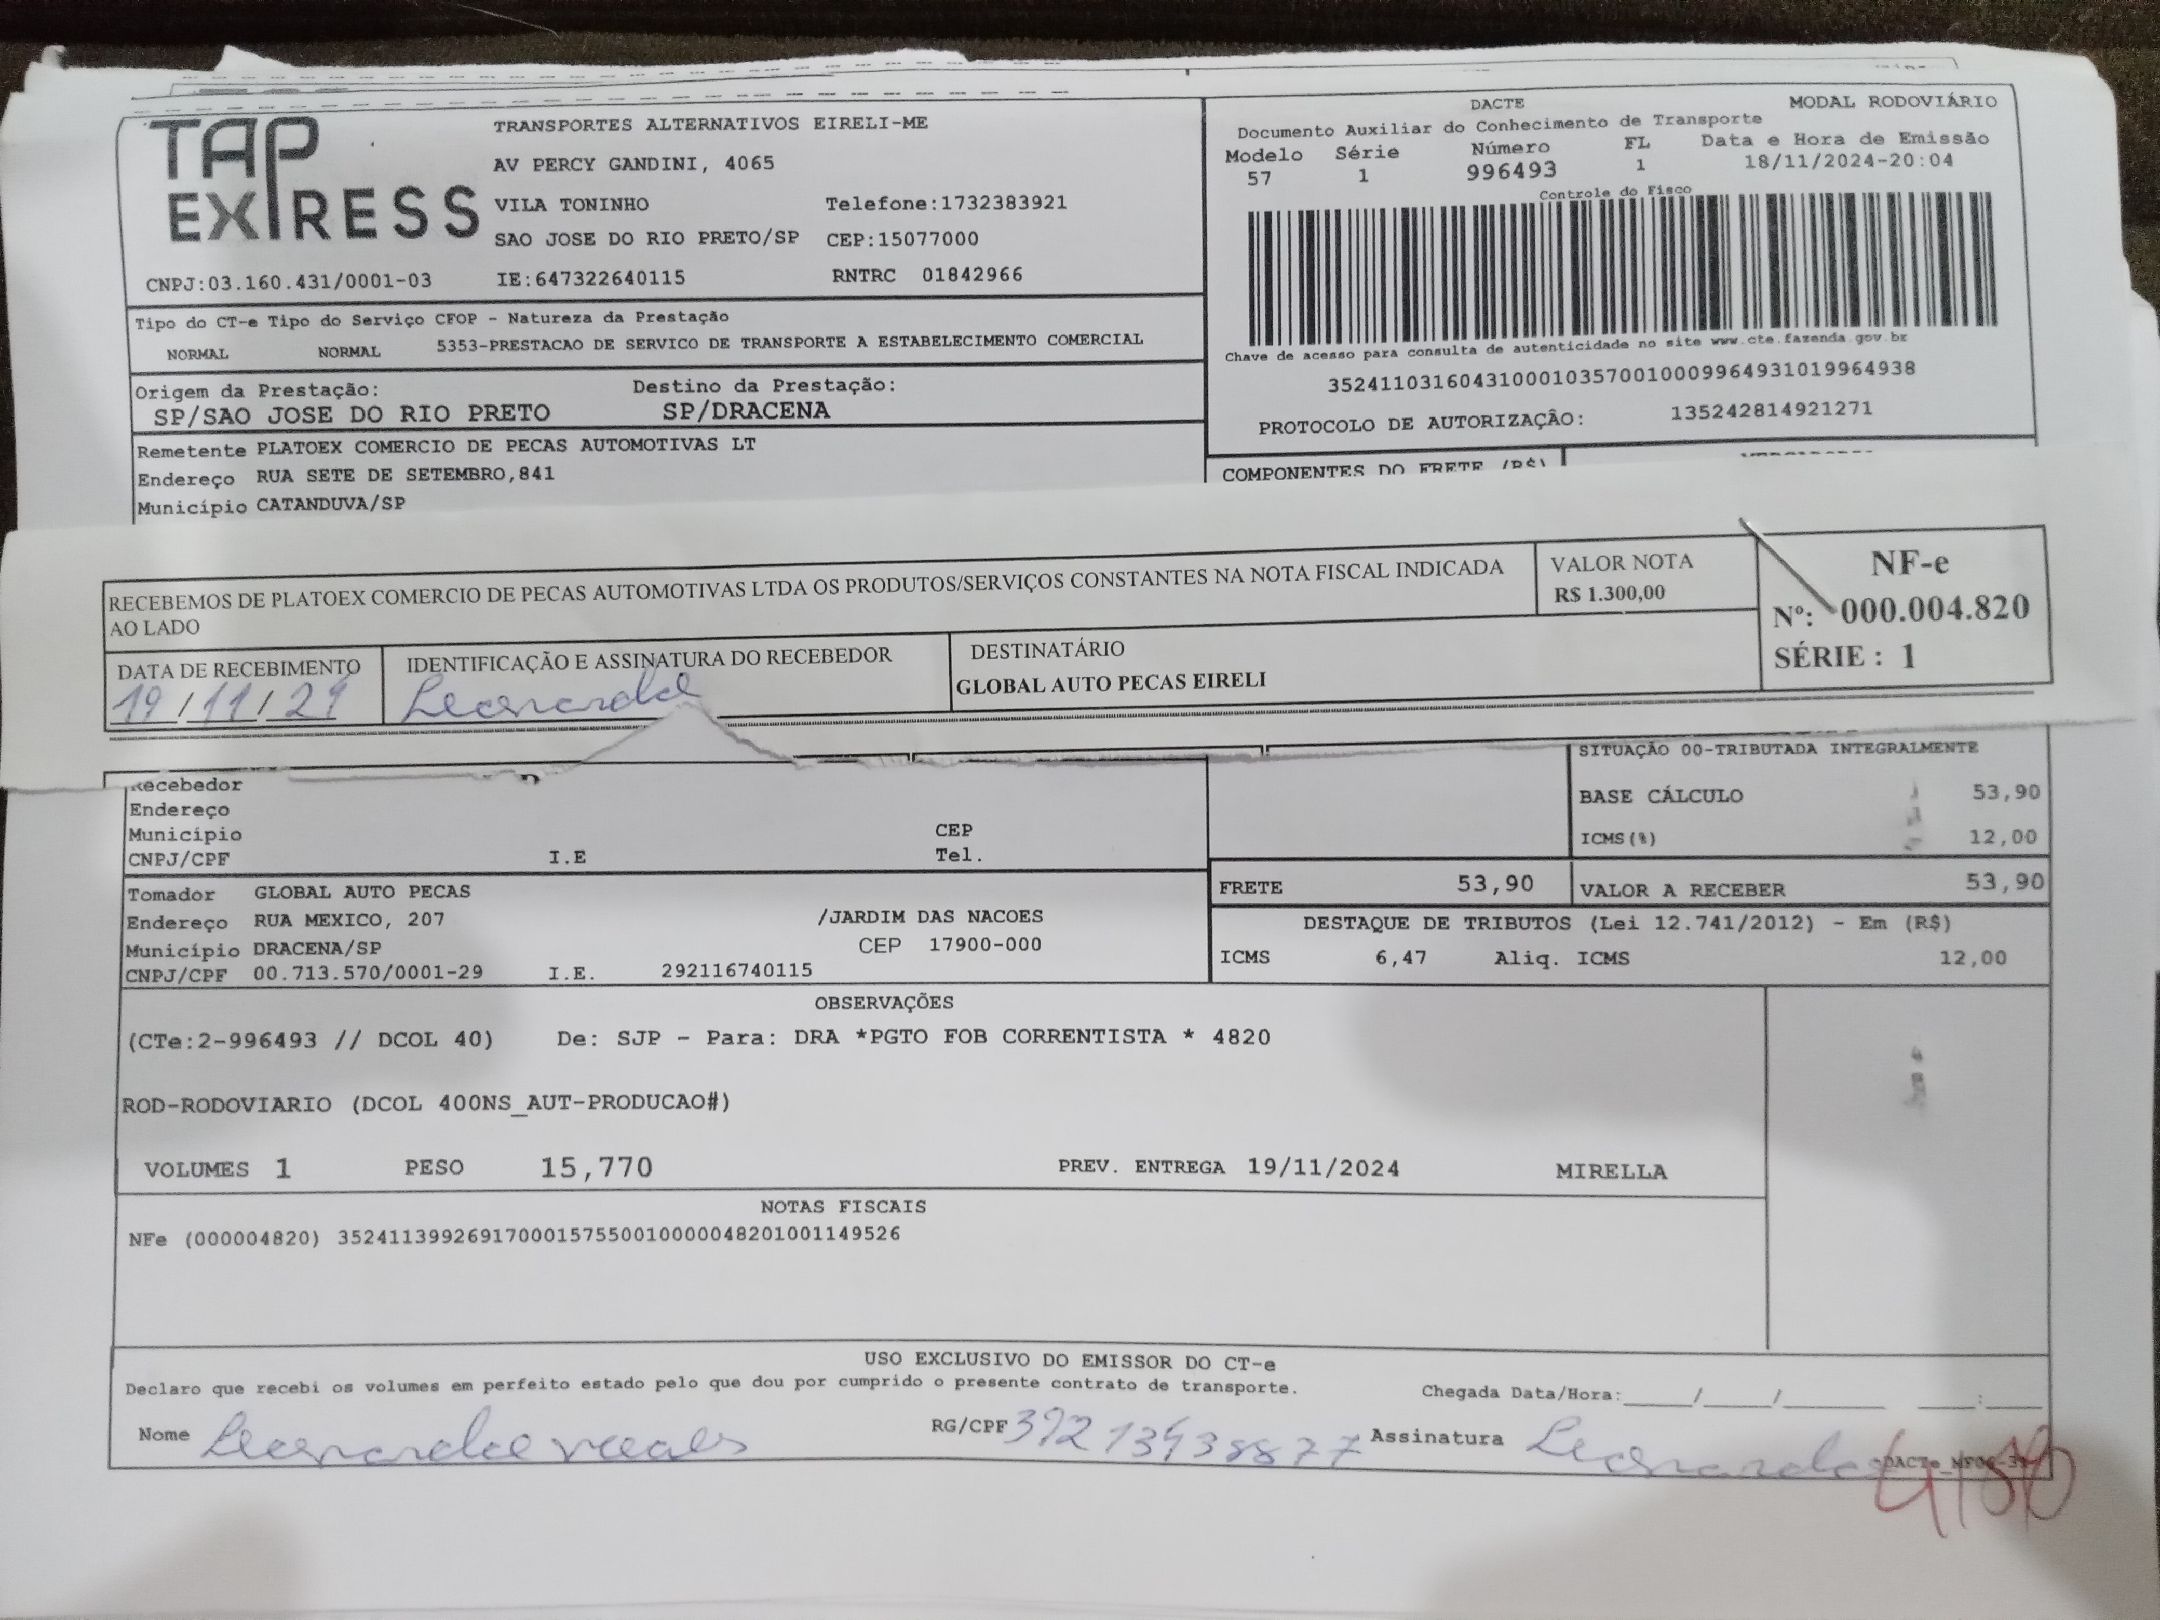 TAP EXPRESS
TRANSPORTES ALTERNATIVOS EIRELI-ME
AV PERCY GANDINI, 4065
VILA TONINHO Telefone:1732383921
SAO JOSE DO RIO PRETO/SP CEP:15077000
CNPJ:03.160.431/0001-03 IE:647322640115 RNTRC 01842966
DACTE MODAL RODOVIÁRIO
Documento Auxiliar do Conhecimento de Transporte
Modelo Série Número FL Data e Hora de Emissão
57 1 996493 1 18/11/2024-20:04
Controle do Fisco
Chave de acesso para consulta de autenticidade no site www.cte.fazenda.gov.br
35241103160431000103570010009964931019964938
PROTOCOLO DE AUTORIZAÇÃO: 135242814921271
Tipo do CT-e Tipo do Serviço CFOP - Natureza da Prestação
NORMAL NORMAL 5353-PRESTACAO DE SERVICO DE TRANSPORTE A ESTABELECIMENTO COMERCIAL
Origem da Prestação: Destino da Prestação:
SP/SAO JOSE DO RIO PRETO SP/DRACENA
Remetente PLATOEX COMERCIO DE PECAS AUTOMOTIVAS LT
Endereço RUA SETE DE SETEMBRO,841
Município CATANDUVA/SP
COMPONENTES DO FRETE (R$)
RECEBEMOS DE PLATOEX COMERCIO DE PECAS AUTOMOTIVAS LTDA OS PRODUTOS/SERVIÇOS CONSTANTES NA NOTA FISCAL INDICADA
AO LADO
VALOR NOTA
R$ 1.300,00
NF-e
Nº: 000.004.820
SÉRIE : 1
DATA DE RECEBIMENTO IDENTIFICAÇÃO E ASSINATURA DO RECEBEDOR DESTINATÁRIO
19/11/24 GLOBAL AUTO PECAS EIRELI
SITUAÇÃO 00-TRIBUTADA INTEGRALMENTE
BASE CÁLCULO 53,90
ICMS(%) 12,00
Recebedor
Endereço
Município CEP
CNPJ/CPF I.E Tel.
FRETE 53,90 VALOR A RECEBER 53,90
Tomador GLOBAL AUTO PECAS
Endereço RUA MEXICO, 207 /JARDIM DAS NACOES
Município DRACENA/SP CEP 17900-000
CNPJ/CPF 00.713.570/0001-29 I.E. 292116740115
DESTAQUE DE TRIBUTOS (Lei 12.741/2012) - Em (R$)
ICMS 6,47 Aliq. ICMS 12,00
OBSERVAÇÕES
(CTe:2-996493 // DCOL 40) De: SJP - Para: DRA *PGTO FOB CORRENTISTA * 4820
ROD-RODOVIARIO (DCOL 400NS_AUT-PRODUCAO#)
VOLUMES 1 PESO 15,770 PREV. ENTREGA 19/11/2024 MIRELLA
NOTAS FISCAIS
NFe (000004820) 35241139926917000157550010000048201001149526
USO EXCLUSIVO DO EMISSOR DO CT-e
Declaro que recebi os volumes em perfeito estado pelo que dou por cumprido o presente contrato de transporte. Chegada Data/Hora:____/____/______ ____:____
Nome RG/CPF Assinatura